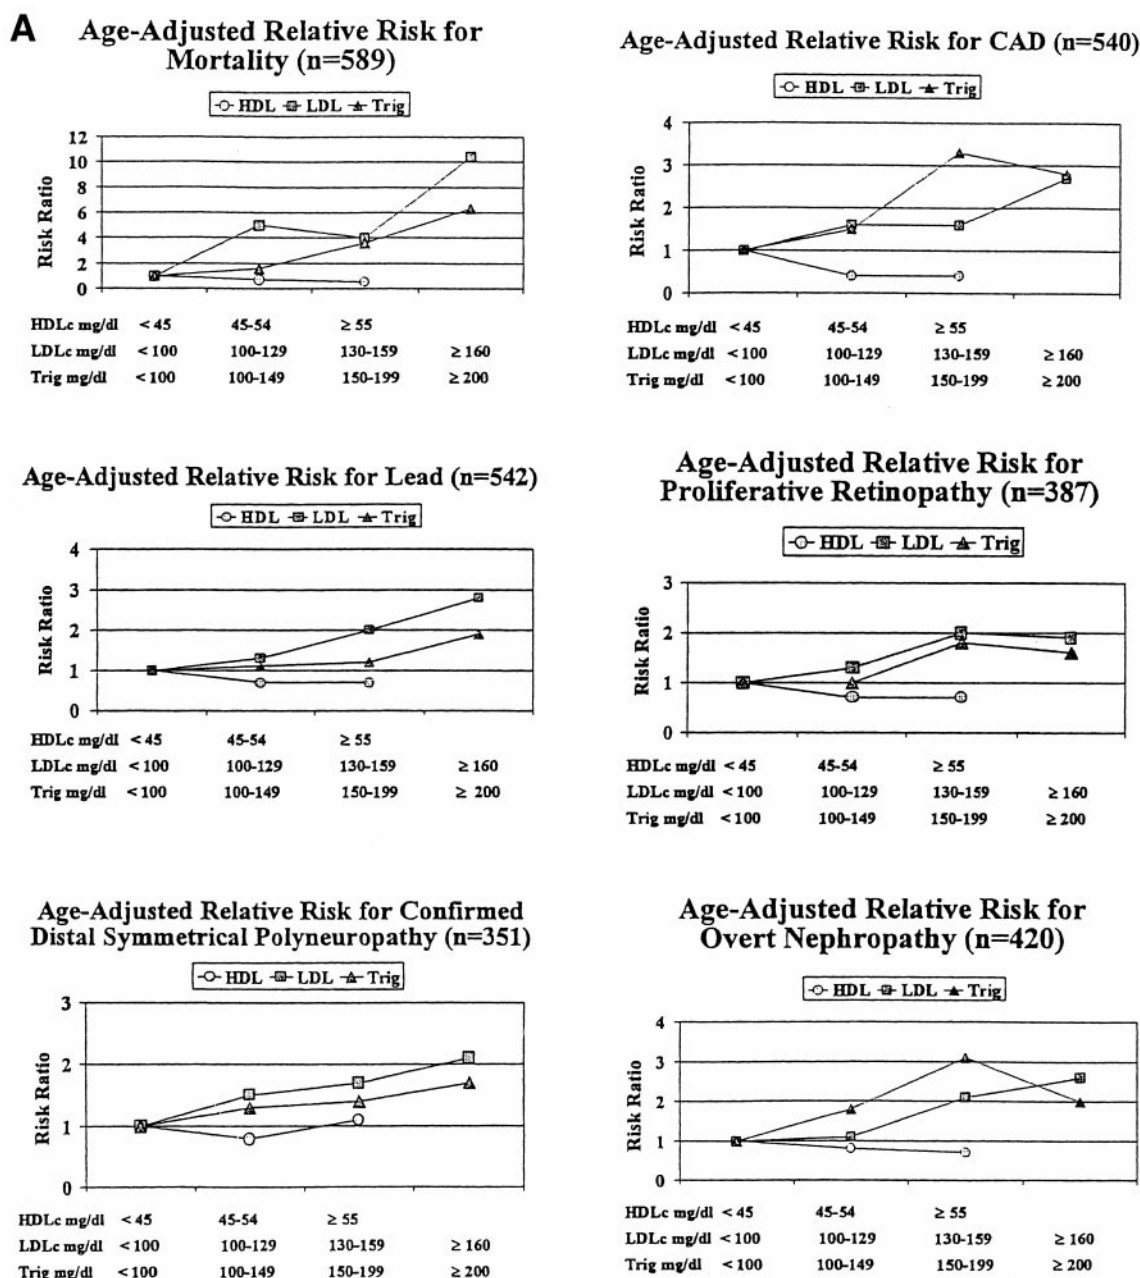 A
Age-Adjusted Relative Risk for
Mortality (n=589)
HDL LDL Trig
12
10
8
6
4
2
0
Risk Ratio
HDLc mg/dl < 45 45-54 ≥ 55
LDLc mg/dl < 100 100-129 130-159 ≥ 160
Trig mg/dl < 100 100-149 150-199 ≥ 200
Age-Adjusted Relative Risk for CAD (n=540)
HDL LDL Trig
4
3
2
1
0
Risk Ratio
HDLc mg/dl < 45 45-54 ≥ 55
LDLc mg/dl < 100 100-129 130-159 ≥ 160
Trig mg/dl < 100 100-149 150-199 ≥ 200
Age-Adjusted Relative Risk for Lead (n=542)
HDL LDL Trig
4
3
2
1
0
Risk Ratio
HDLc mg/dl < 45 45-54 ≥ 55
LDLc mg/dl < 100 100-129 130-159 ≥ 160
Trig mg/dl < 100 100-149 150-199 ≥ 200
Age-Adjusted Relative Risk for
Proliferative Retinopathy (n=387)
HDL LDL Trig
3
2
1
0
Risk Ratio
HDLc mg/dl < 45 45-54 ≥ 55
LDLc mg/dl < 100 100-129 130-159 ≥ 160
Trig mg/dl < 100 100-149 150-199 ≥ 200
Age-Adjusted Relative Risk for Confirmed
Distal Symmetrical Polyneuropathy (n=351)
HDL LDL Trig
3
2
1
0
Risk Ratio
HDLc mg/dl < 45 45-54 ≥ 55
LDLc mg/dl < 100 100-129 130-159 ≥ 160
Trig mg/dl < 100 100-149 150-199 ≥ 200
Age-Adjusted Relative Risk for
Overt Nephropathy (n=420)
HDL LDL Trig
4
3
2
1
0
Risk Ratio
HDLc mg/dl < 45 45-54 ≥ 55
LDLc mg/dl < 100 100-129 130-159 ≥ 160
Trig mg/dl < 100 100-149 150-199 ≥ 200